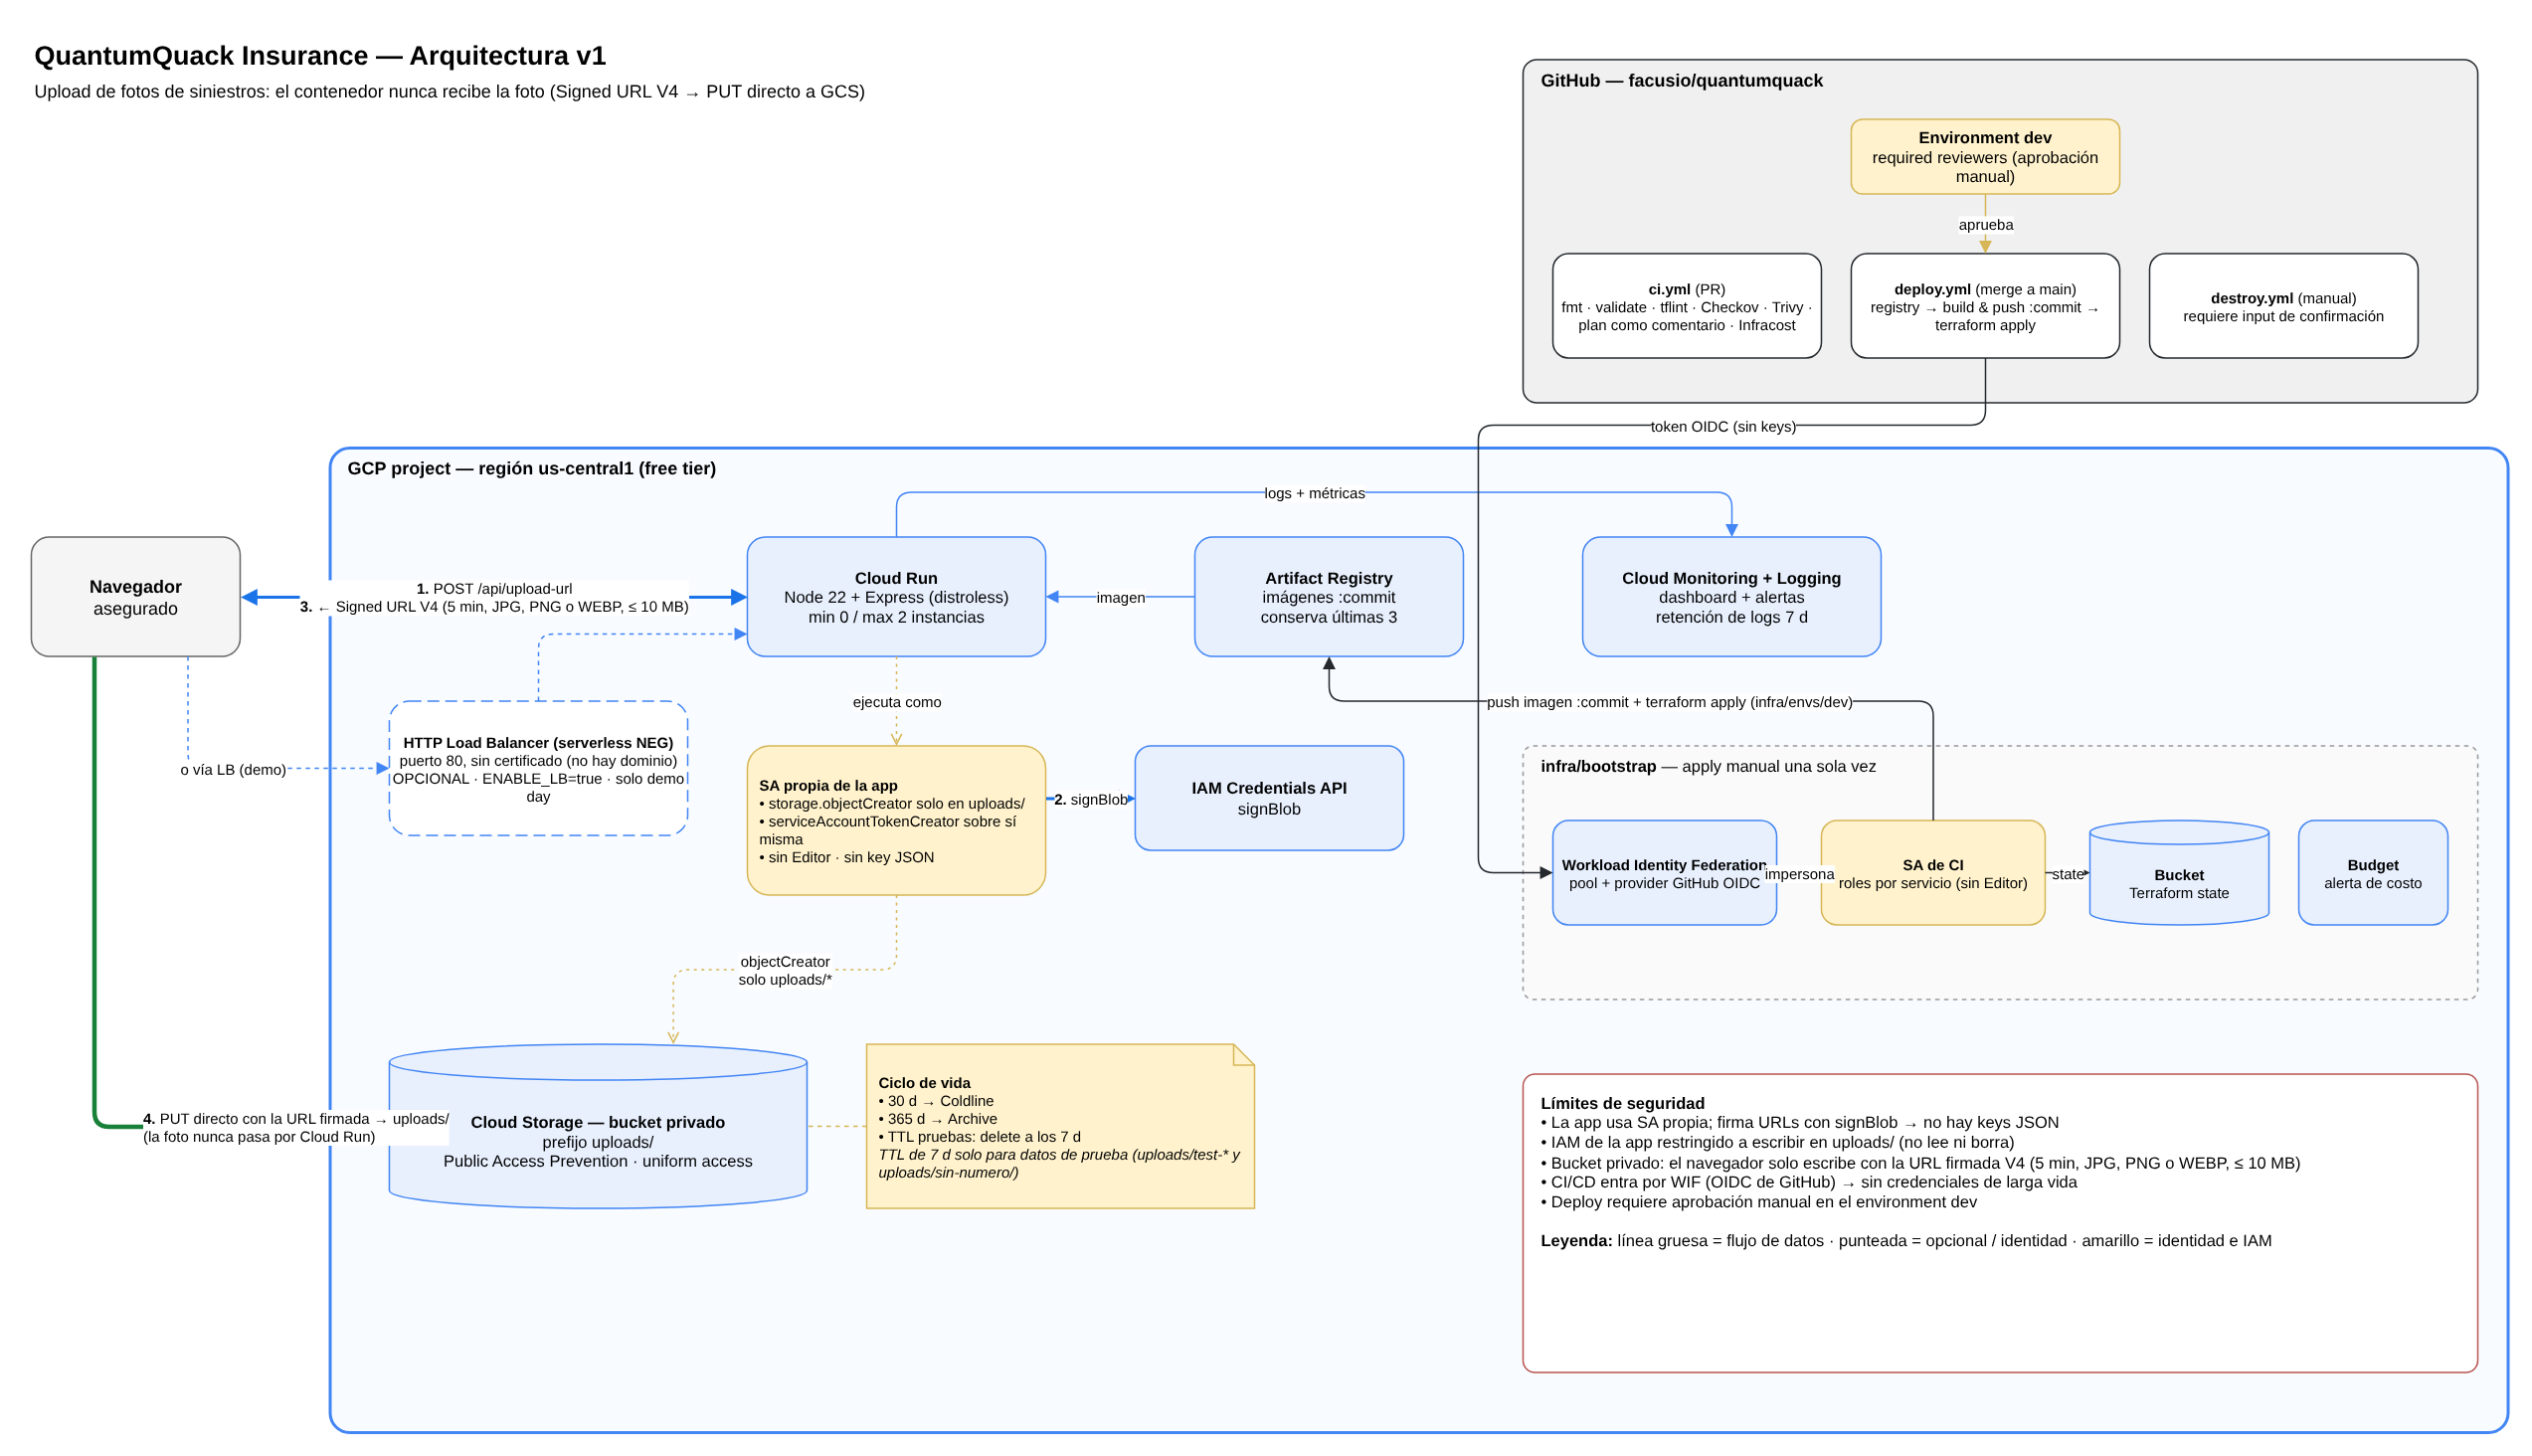 QuantumQuack Insurance — Arquitectura v1
Upload de fotos de siniestros: el contenedor nunca recibe la foto (Signed URL V4 → PUT directo a GCS)
GitHub — facusio/quantumquack
Environment dev
required reviewers (aprobación
manual)
aprueba
ci.yml (PR)
fmt · validate · tflint · Checkov · Trivy ·
plan como comentario · Infracost
deploy.yml (merge a main)
registry → build & push :commit →
terraform apply
destroy.yml (manual)
requiere input de confirmación
token OIDC (sin keys)
GCP project — región us-central1 (free tier)
logs + métricas
Navegador
asegurado
1. POST /api/upload-url
3. ← Signed URL V4 (5 min, JPG, PNG o WEBP, ≤ 10 MB)
Cloud Run
Node 22 + Express (distroless)
min 0 / max 2 instancias
imagen
Artifact Registry
imágenes :commit
conserva últimas 3
Cloud Monitoring + Logging
dashboard + alertas
retención de logs 7 d
ejecuta como
push imagen :commit + terraform apply (infra/envs/dev)
o vía LB (demo)
HTTP Load Balancer (serverless NEG)
puerto 80, sin certificado (no hay dominio)
OPCIONAL · ENABLE_LB=true · solo demo
day
SA propia de la app
• storage.objectCreator solo en uploads/
• serviceAccountTokenCreator sobre sí
misma
• sin Editor · sin key JSON
2. signBlob
IAM Credentials API
signBlob
infra/bootstrap — apply manual una sola vez
Workload Identity Federation
pool + provider GitHub OIDC
impersona
SA de CI
roles por servicio (sin Editor)
state
Bucket
Terraform state
Budget
alerta de costo
objectCreator
solo uploads/*
4. PUT directo con la URL firmada → uploads/
(la foto nunca pasa por Cloud Run)
Cloud Storage — bucket privado
prefijo uploads/
Public Access Prevention · uniform access
Ciclo de vida
• 30 d → Coldline
• 365 d → Archive
• TTL pruebas: delete a los 7 d
TTL de 7 d solo para datos de prueba (uploads/test-* y
uploads/sin-numero/)
Límites de seguridad
• La app usa SA propia; firma URLs con signBlob → no hay keys JSON
• IAM de la app restringido a escribir en uploads/ (no lee ni borra)
• Bucket privado: el navegador solo escribe con la URL firmada V4 (5 min, JPG, PNG o WEBP, ≤ 10 MB)
• CI/CD entra por WIF (OIDC de GitHub) → sin credenciales de larga vida
• Deploy requiere aprobación manual en el environment dev
Leyenda: línea gruesa = flujo de datos · punteada = opcional / identidad · amarillo = identidad e IAM